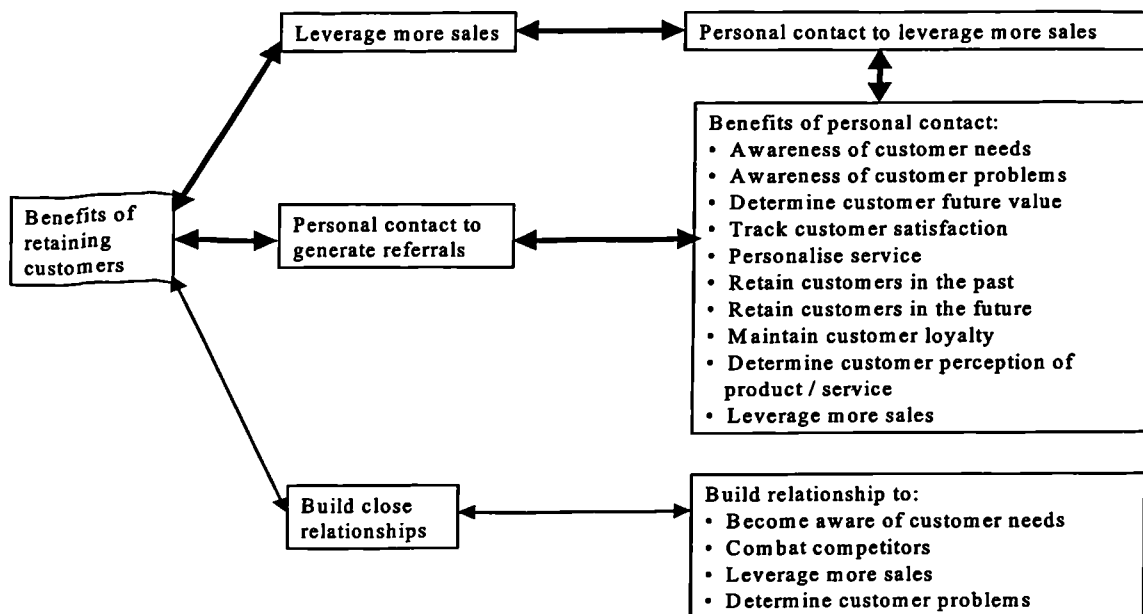 Leverage more sales
Personal contact to leverage more sales
Benefits of
retaining
customers
Personal contact to
generate referrals
Benefits of personal contact:
• Awareness of customer needs
• Awareness of customer problems
• Determine customer future value
• Track customer satisfaction
• Personalise service
• Retain customers in the past
• Retain customers in the future
• Maintain customer loyalty
• Determine customer perception of
product / service
• Leverage more sales
Build close
relationships
Build relationship to:
• Become aware of customer needs
• Combat competitors
• Leverage more sales
• Determine customer problems